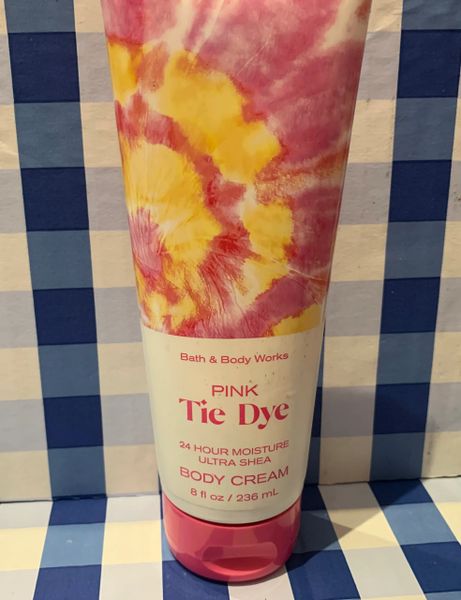 Bath & Body Works
PINK
Tie Dye
24 HOUR MOISTURE
ULTRA SHEA
BODY CREAM
8 fl oz / 236 mL